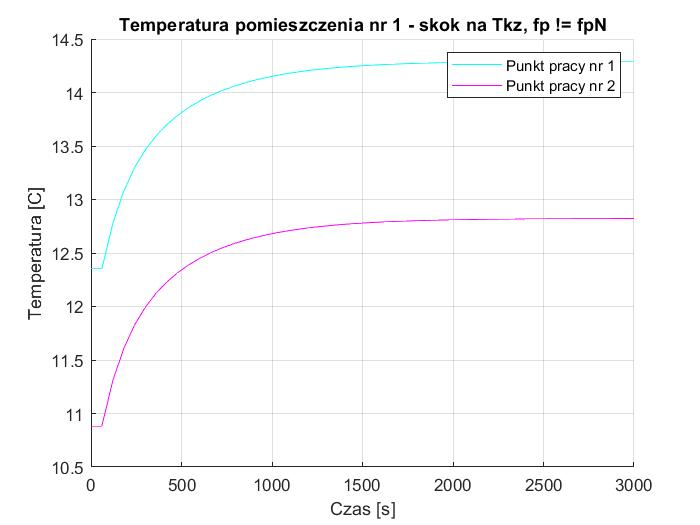 Temperatura pomieszczenia nr 1 - skok na Tkz, fp != fpN
14.5
14
13.5
13
12.5
12
11.5
11
10.5
Temperatura [C]
Punkt pracy nr 1
Punkt pracy nr 2
0 500 1000 1500 2000 2500 3000
Czas [s]